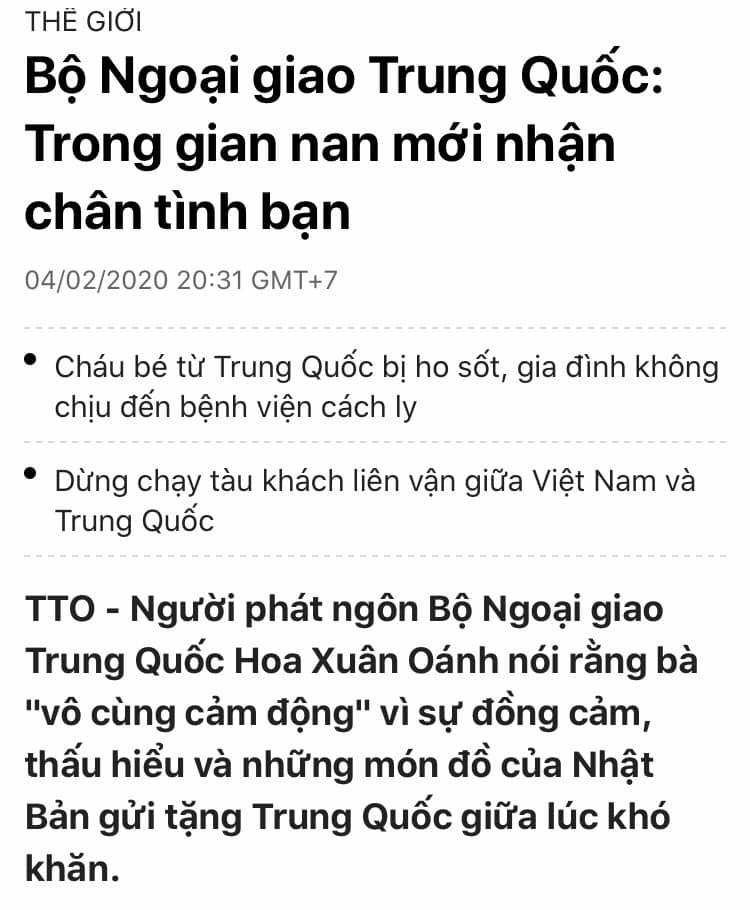 THẾ GIỚI
Bộ Ngoại giao Trung Quốc:
Trong gian nan mới nhận
chân tình bạn
04/02/2020 20:31 GMT+7
Cháu bé từ Trung Quốc bị ho sốt, gia đình không
chịu đến bệnh viện cách ly
Dừng chạy tàu khách liên vận giữa Việt Nam và
Trung Quốc
TTO - Người phát ngôn Bộ Ngoại giao
Trung Quốc Hoa Xuân Oánh nói rằng bà
"vô cùng cảm động" vì sự đồng cảm,
thấu hiểu và những món đồ của Nhật
Bản gửi tặng Trung Quốc giữa lúc khó
khăn.